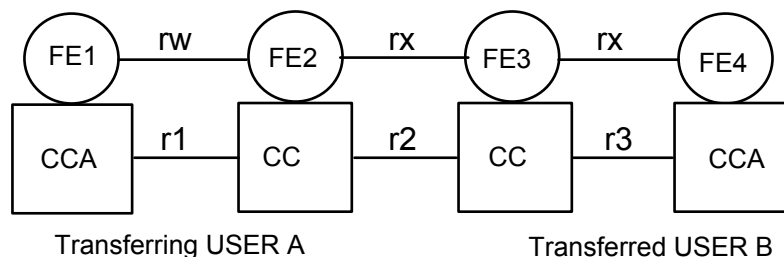 FE1 rw FE2 rx FE3 rx FE4
CCA r1 CC r2 CC r3 CCA
Transferring USER A Transferred USER B